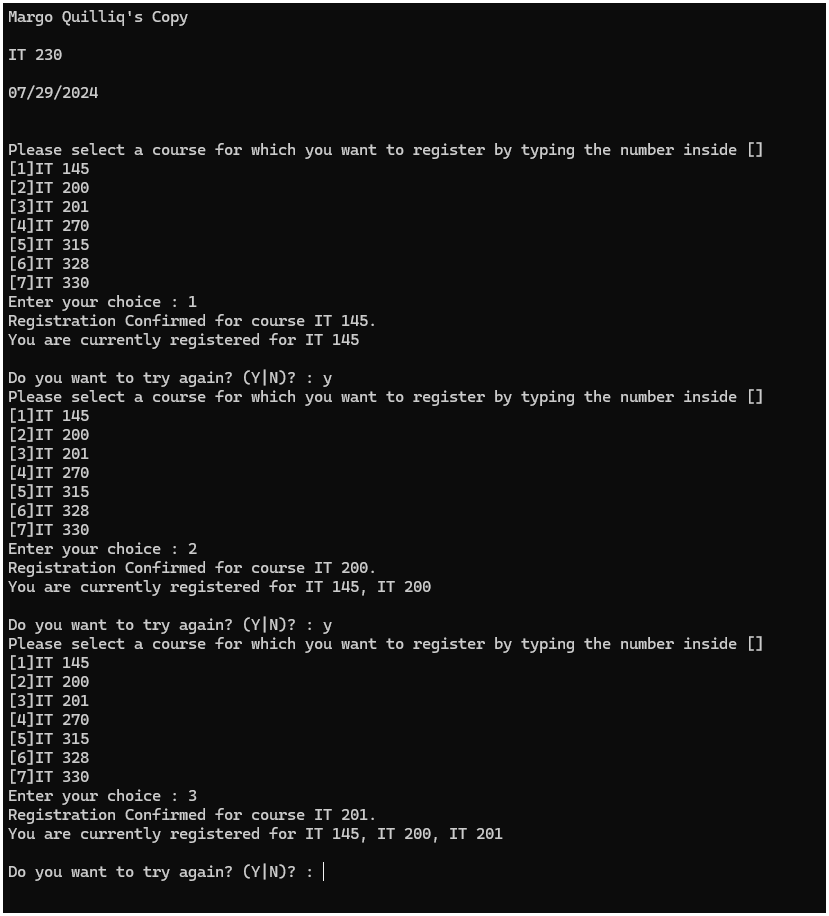 Margo Quilliq's Copy
IT 230
07/29/2024
Please select a course for which you want to register by typing the number inside []
[1]IT 145
[2]IT 200
[3]IT 201
[4]IT 270
[5]IT 315
[6]IT 328
[7]IT 330
Enter your choice : 1
Registration Confirmed for course IT 145.
You are currently registered for IT 145
Do you want to try again? (Y|N)? : y
Please select a course for which you want to register by typing the number inside []
[1]IT 145
[2]IT 200
[3]IT 201
[4]IT 270
[5]IT 315
[6]IT 328
[7]IT 330
Enter your choice : 2
Registration Confirmed for course IT 200.
You are currently registered for IT 145, IT 200
Do you want to try again? (Y|N)? : y
Please select a course for which you want to register by typing the number inside []
[1]IT 145
[2]IT 200
[3]IT 201
[4]IT 270
[5]IT 315
[6]IT 328
[7]IT 330
Enter your choice : 3
Registration Confirmed for course IT 201.
You are currently registered for IT 145, IT 200, IT 201
Do you want to try again? (Y|N)? :